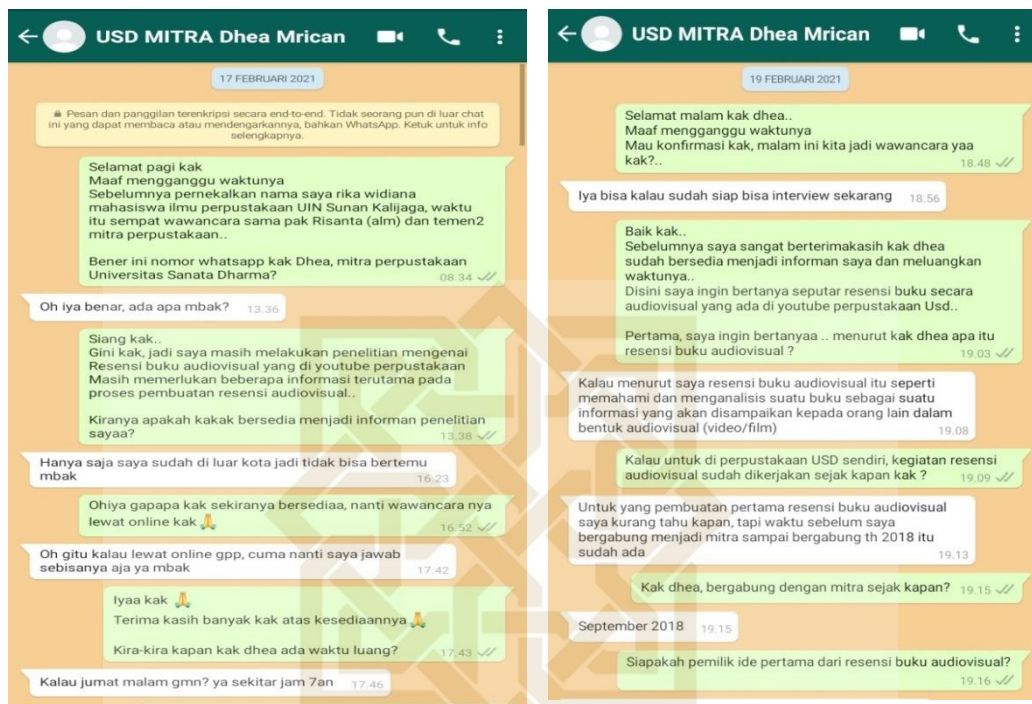 USD MITRA Dhea Mrican
17 FEBRUARI 2021
Pesan dan panggilan terenkripsi secara end-to-end. Tidak seorang pun di luar chat
ini yang dapat membaca atau mendengarkannya, bahkan WhatsApp. Ketuk untuk info
selengkapnya.
Selamat pagi kak
Maaf mengganggu waktunya
Sebelumnya pernekalkan nama saya rika widiana
mahasiswa ilmu perpustakaan UIN Sunan Kalijaga, waktu
itu sempat wawancara sama pak Risanta (alm) dan temen2
mitra perpustakaan..
Bener ini nomor whatsapp kak Dhea, mitra perpustakaan
Universitas Sanata Dharma?
08.34
Oh iya benar, ada apa mbak? 13.36
Siang kak..
Gini kak, jadi saya masih melakukan penelitian mengenai
Resensi buku audiovisual yang di youtube perpustakaan
Masih memerlukan beberapa informasi terutama pada
proses pembuatan resensi audiovisual..
Kiranya apakah kakak bersedia menjadi informan penelitian
sayaa? 13.38
Hanya saja saya sudah di luar kota jadi tidak bisa bertemu
mbak 16.23
Ohiya gapapa kak sekiranya bersediaa, nanti wawancara nya
lewat online kak 🙏 16.52
Oh gitu kalau lewat online gpp, cuma nanti saya jawab
sebisanya aja ya mbak 17.42
Iyaa kak 🙏
Terima kasih banyak kak atas kesediaannya 🙏
Kira-kira kapan kak dhea ada waktu luang? 17.43
Kalau jumat malam gmn? ya sekitar jam 7an 17.46
USD MITRA Dhea Mrican
19 FEBRUARI 2021
Selamat malam kak dhea..
Maaf mengganggu waktunya
Mau konfirmasi kak, malam ini kita jadi wawancara yaa
kak?.. 18.48
Iya bisa kalau sudah siap bisa interview sekarang 18.56
Baik kak..
Sebelumnya saya sangat berterimakasih kak dhea
sudah bersedia menjadi informan saya dan meluangkan
waktunya..
Disini saya ingin bertanya seputar resensi buku secara
audiovisual yang ada di youtube perpustakaan Usd..
Pertama, saya ingin bertanyaa .. menurut kak dhea apa itu
resensi buku audiovisual ? 19.03
Kalau menurut saya resensi buku audiovisual itu seperti
memahami dan menganalisis suatu buku sebagai suatu
informasi yang akan disampaikan kepada orang lain dalam
bentuk audiovisual (video/film) 19.08
Kalau untuk di perpustakaan USD sendiri, kegiatan resensi
audiovisual sudah dikerjakan sejak kapan kak ? 19.09
Untuk yang pembuatan pertama resensi buku audiovisual
saya kurang tahu kapan, tapi waktu sebelum saya
bergabung menjadi mitra sampai bergabung th 2018 itu
sudah ada 19.13
Kak dhea, bergabung dengan mitra sejak kapan? 19.15
September 2018 19.15
Siapakah pemilik ide pertama dari resensi buku audiovisual?
19.16